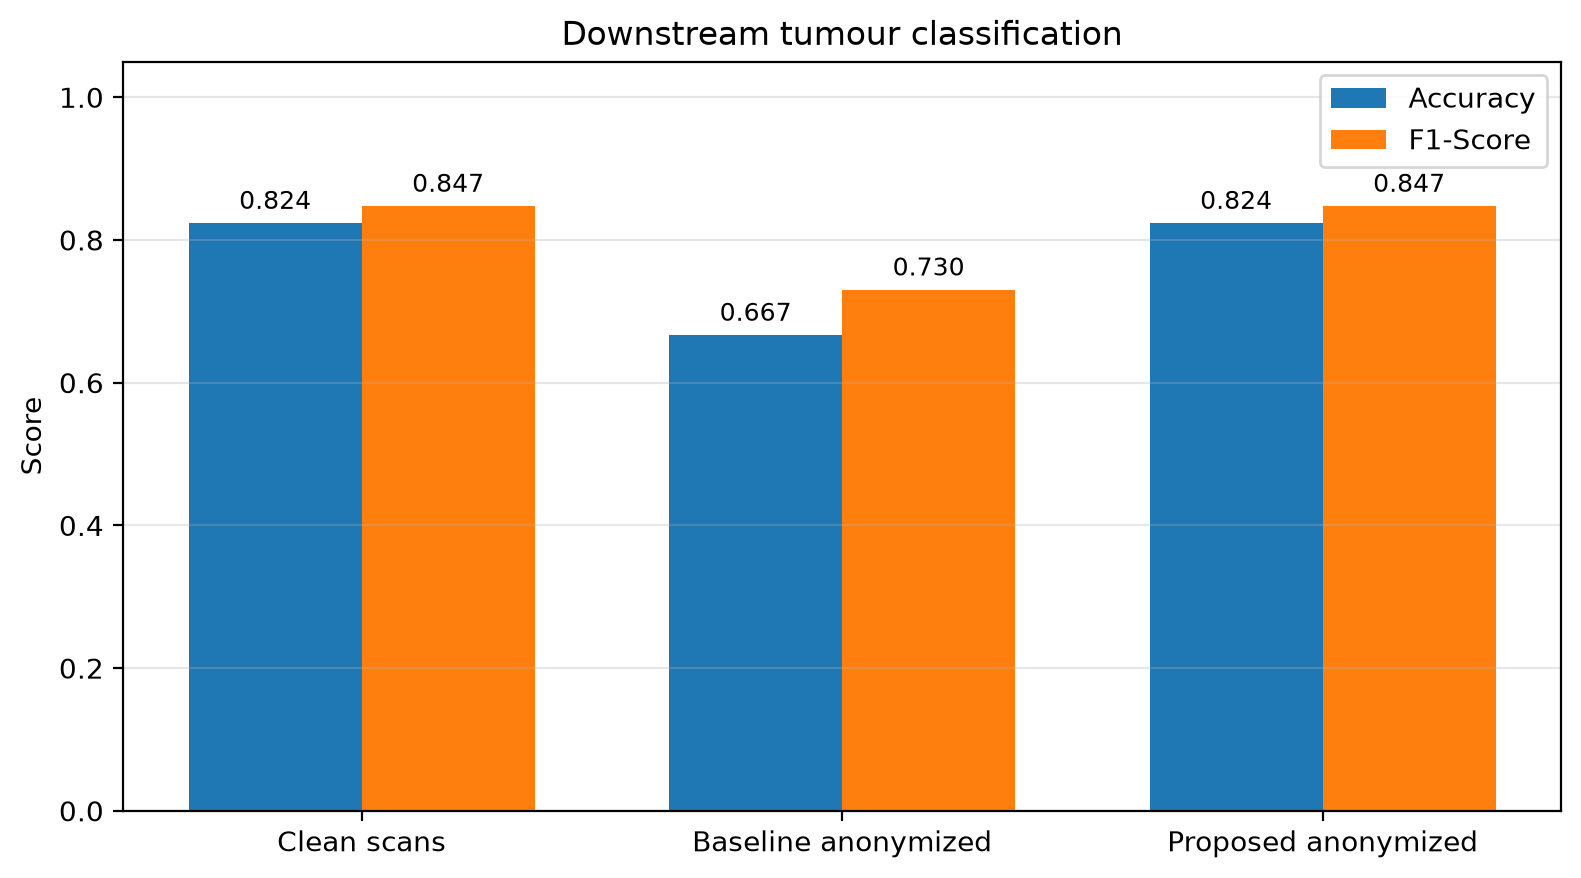 Downstream tumour classification
Accuracy
F1-Score
0.824
0.847
0.667
0.730
0.824
0.847
1.0
0.8
0.6
0.4
0.2
0.0
Score
Clean scans
Baseline anonymized
Proposed anonymized